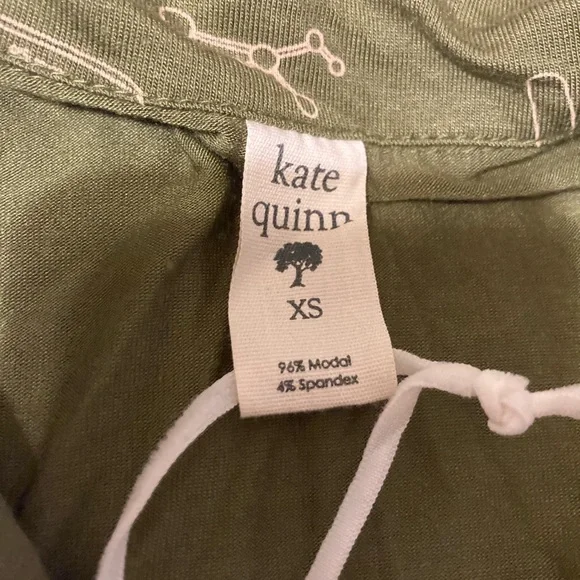 kate
quinn
XS
96% Modal
4% Spandex